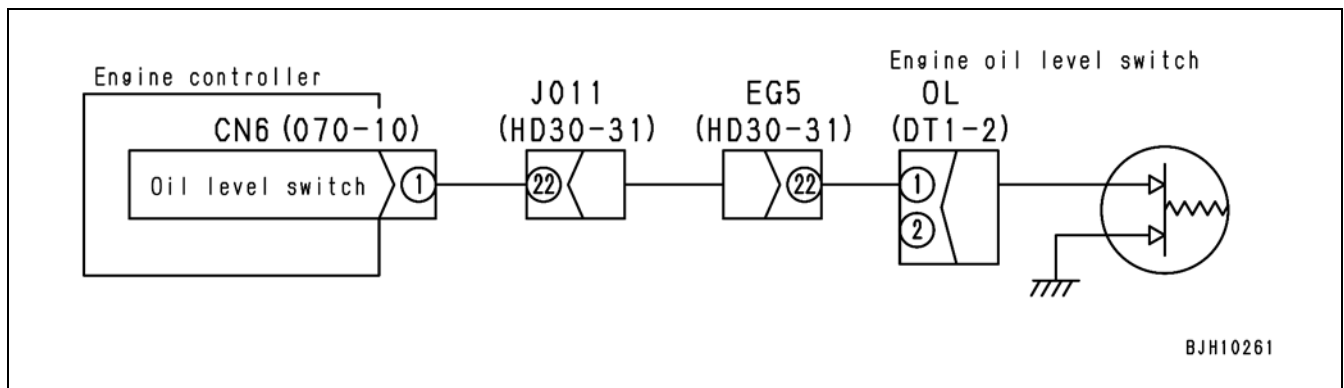 Engine controller
Engine oil level switch
J011
EG5
OL
CN6 (070-10)
(HD30-31)
(HD30-31)
(DT1-2)
Oil level switch
1
22
22
1
2
BJH10261